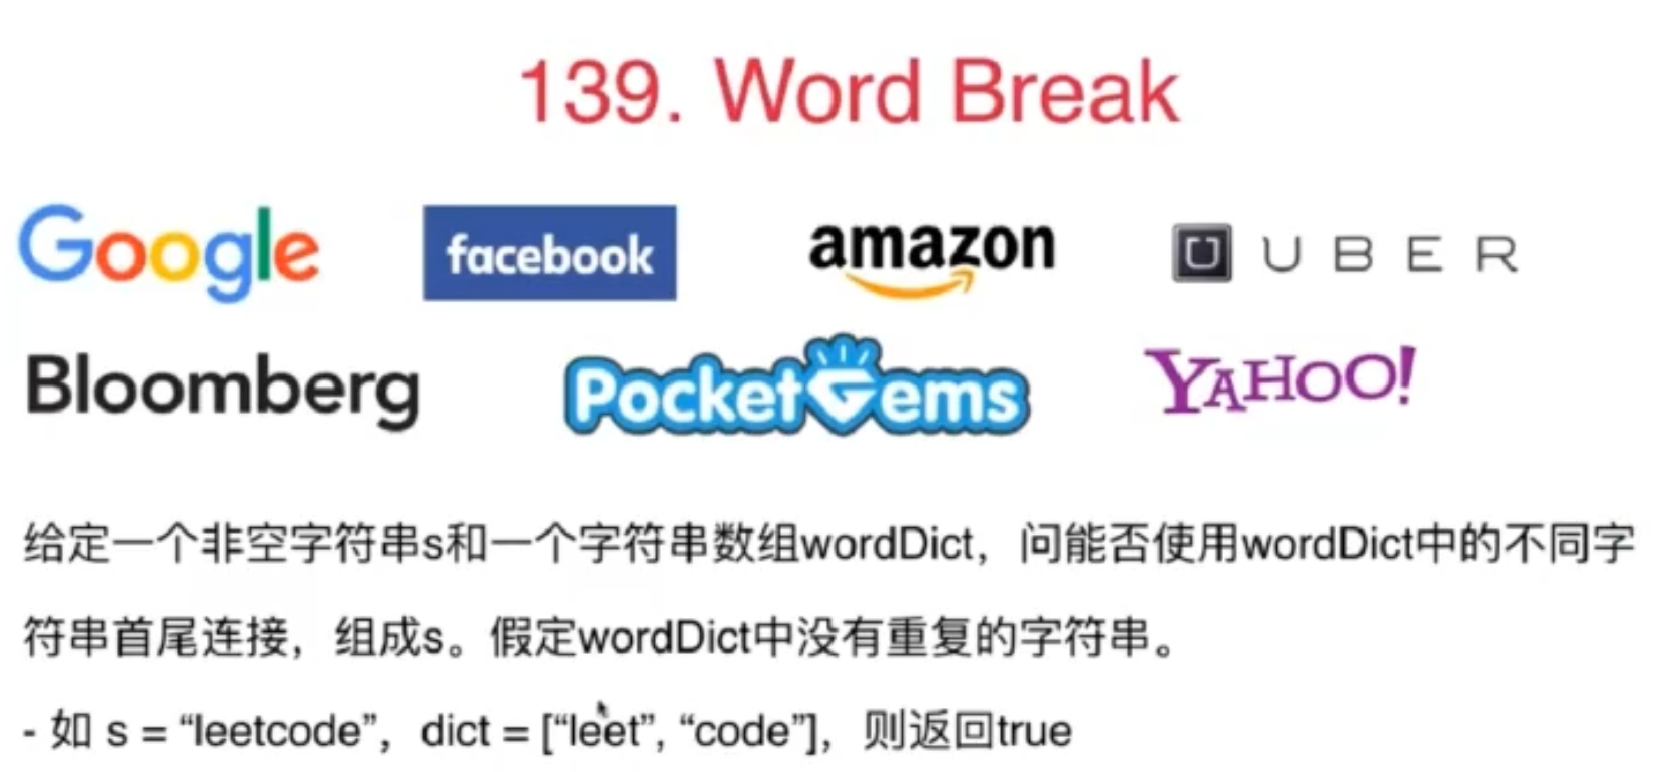 139. Word Break
Google facebook amazon UBER
Bloomberg PocketGems YAHOO!
给定一个非空字符串s和一个字符串数组wordDict，问能否使用wordDict中的不同字
符串首尾连接，组成s。假定wordDict中没有重复的字符串。
- 如 s = “leetcode”，dict = [“leet”, “code”]，则返回true